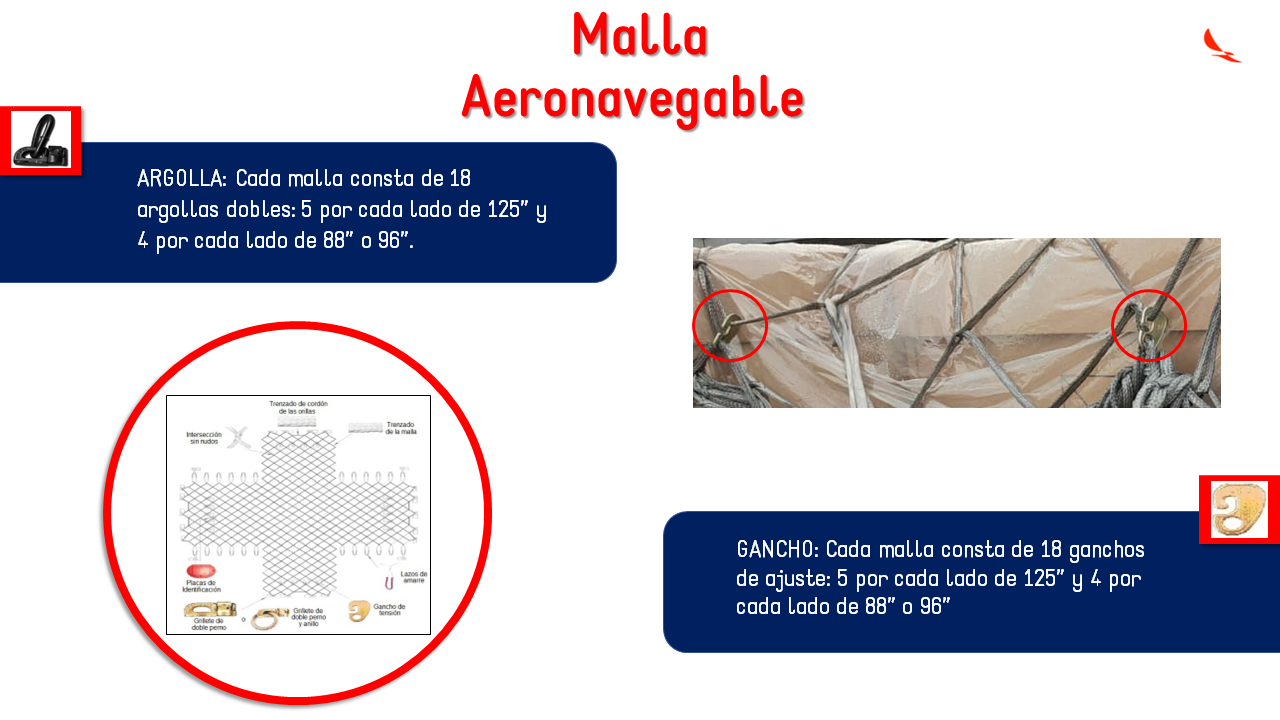 Malla
Aeronavegable
ARGOLLA: Cada malla consta de 18
argollas dobles: 5 por cada lado de 125” y
4 por cada lado de 88” o 96”.
Trenzado de cordón
de las orillas
Intersección
sin nudos
Trenzado
de la malla
Placas de
Identificación
Lazos de
amarre
Grillete de
doble perno
o
Grillete de
doble perno
y anillo
Gancho de
tensión
GANCHO: Cada malla consta de 18 ganchos
de ajuste: 5 por cada lado de 125” y 4 por
cada lado de 88” o 96”